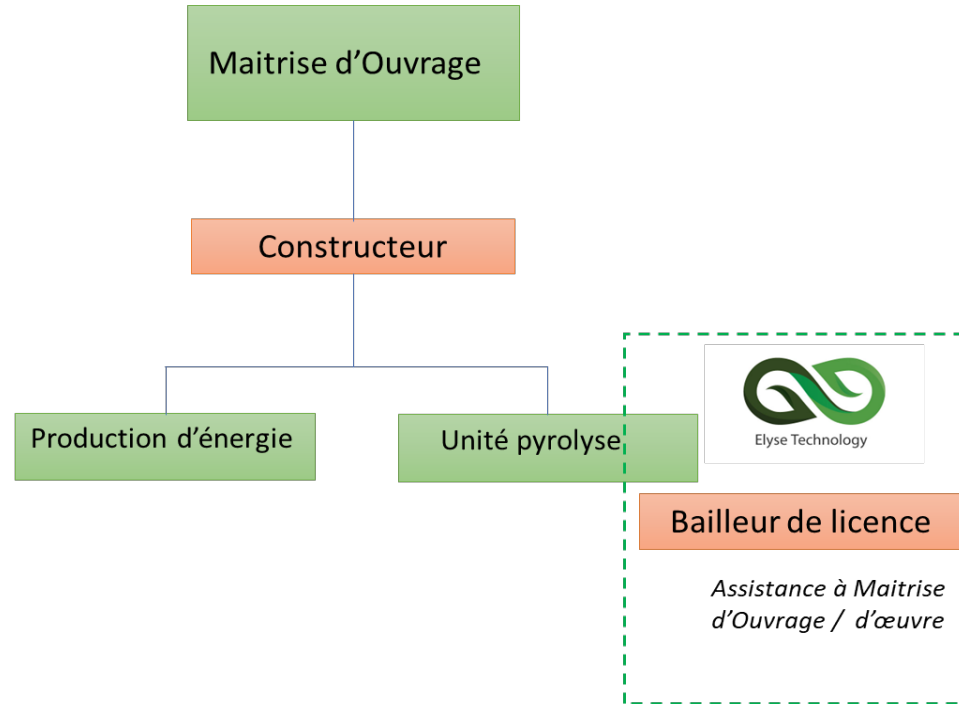 Maitrise d’Ouvrage
Constructeur
Production d’énergie
Unité pyrolyse
Elyse Technology
Bailleur de licence
Assistance à Maitrise
d’Ouvrage / d’œuvre